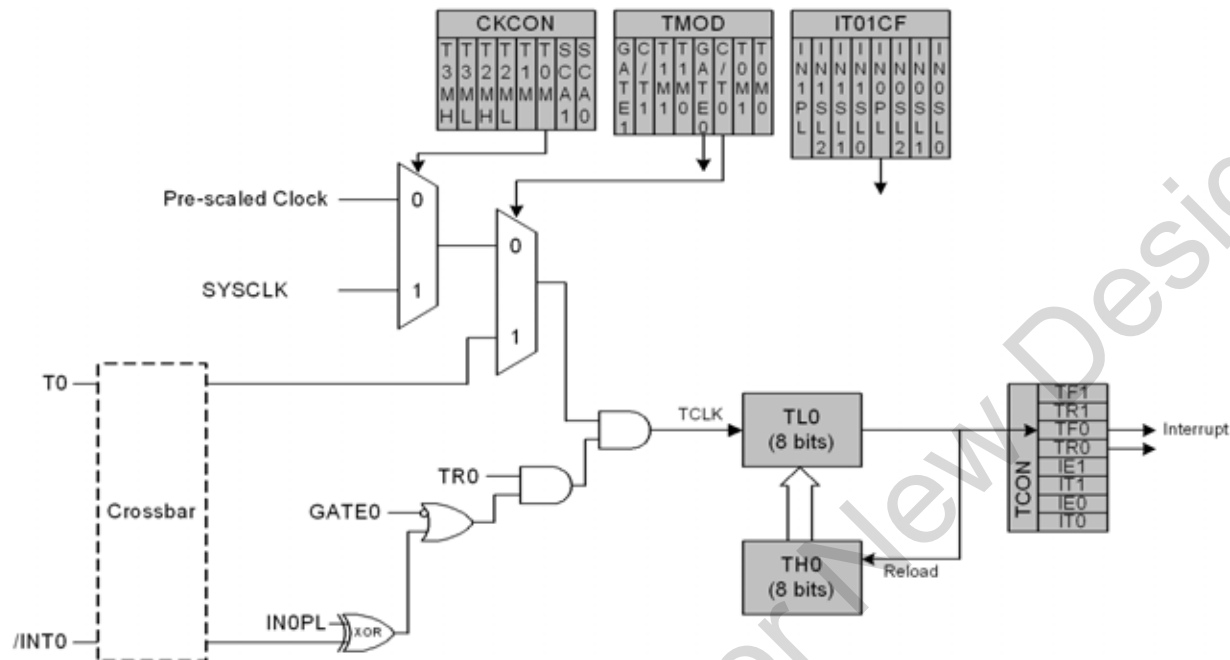 CKCON
T3MH T3ML T2MH T2ML T1M T0M SCA1 SCA0
TMOD
GATE1 C/T1 T1M1 T1M0 GATE0 C/T0 T0M1 T0M0
IT01CF
IN1PL IN1SL2 IN1SL1 IN1SL0 IN0PL IN0SL2 IN0SL1 IN0SL0
Pre-scaled Clock
0
SYSCLK
1
0
1
T0
Crossbar
/INT0
TR0
GATE0
IN0PL
XOR
TCLK
TL0
(8 bits)
TH0
(8 bits)
Reload
TCON
TF1
TR1
TF0
TR0
IE1
IT1
IE0
IT0
Interrupt
or New Desig